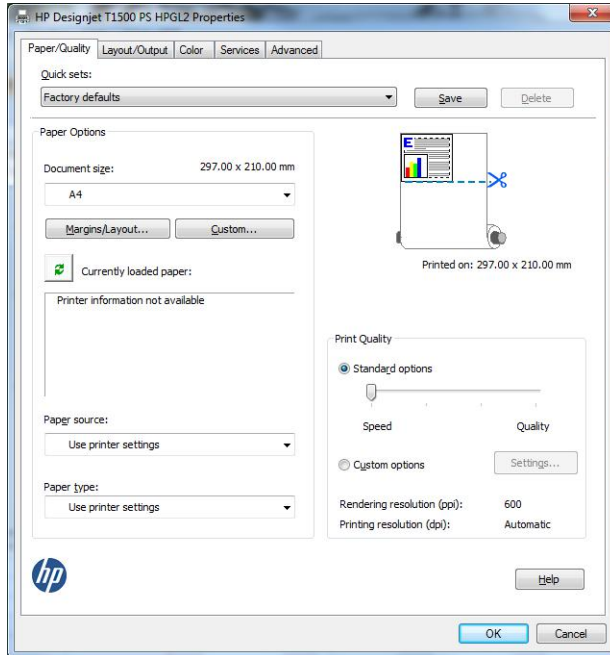 HP Designjet T1500 PS HPGL2 Properties
Paper/Quality Layout/Output Color Services Advanced
Quick sets:
Factory defaults Save Delete
Paper Options
Document size: 297.00 x 210.00 mm
A4
Margins/Layout... Custom...
Currently loaded paper:
Printer information not available
Paper source:
Use printer settings
Paper type:
Use printer settings
E
Printed on: 297.00 x 210.00 mm
Print Quality
Standard options
Speed Quality
Custom options Settings...
Rendering resolution (ppi): 600
Printing resolution (dpi): Automatic
hp
Help
OK Cancel